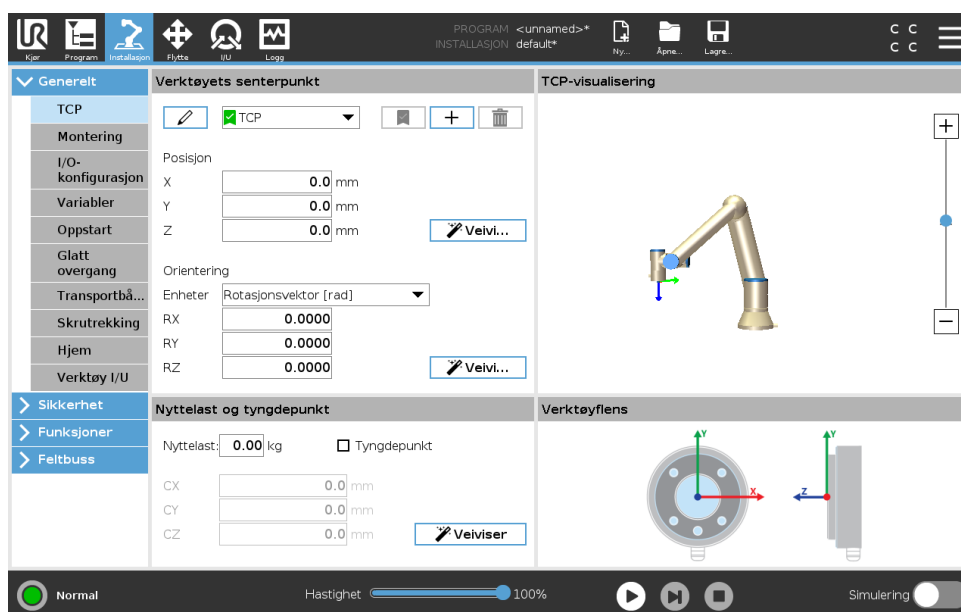 UR
Kjør
Program
Installasjon
Flytte
I/U
Logg
PROGRAM <unnamed>*
INSTALLASJON default*
Ny...
Åpne...
Lagre...
C C
C C
Generelt
TCP
Montering
I/O-
konfigurasjon
Variabler
Oppstart
Glatt
overgang
Transportbå...
Skrutrekking
Hjem
Verktøy I/U
Sikkerhet
Funksjoner
Feltbuss
Verktøyets senterpunkt
TCP
Posisjon
X 0.0 mm
Y 0.0 mm
Z 0.0 mm
Veivi...
Orientering
Enheter Rotasjonsvektor [rad]
RX 0.0000
RY 0.0000
RZ 0.0000
Veivi...
Nyttelast og tyngdepunkt
Nyttelast: 0.00 kg Tyngdepunkt
CX 0.0 mm
CY 0.0 mm
CZ 0.0 mm
Veiviser
TCP-visualisering
Verktøyflens
Y
X
Y
Z
Normal
Hastighet 100%
Simulering